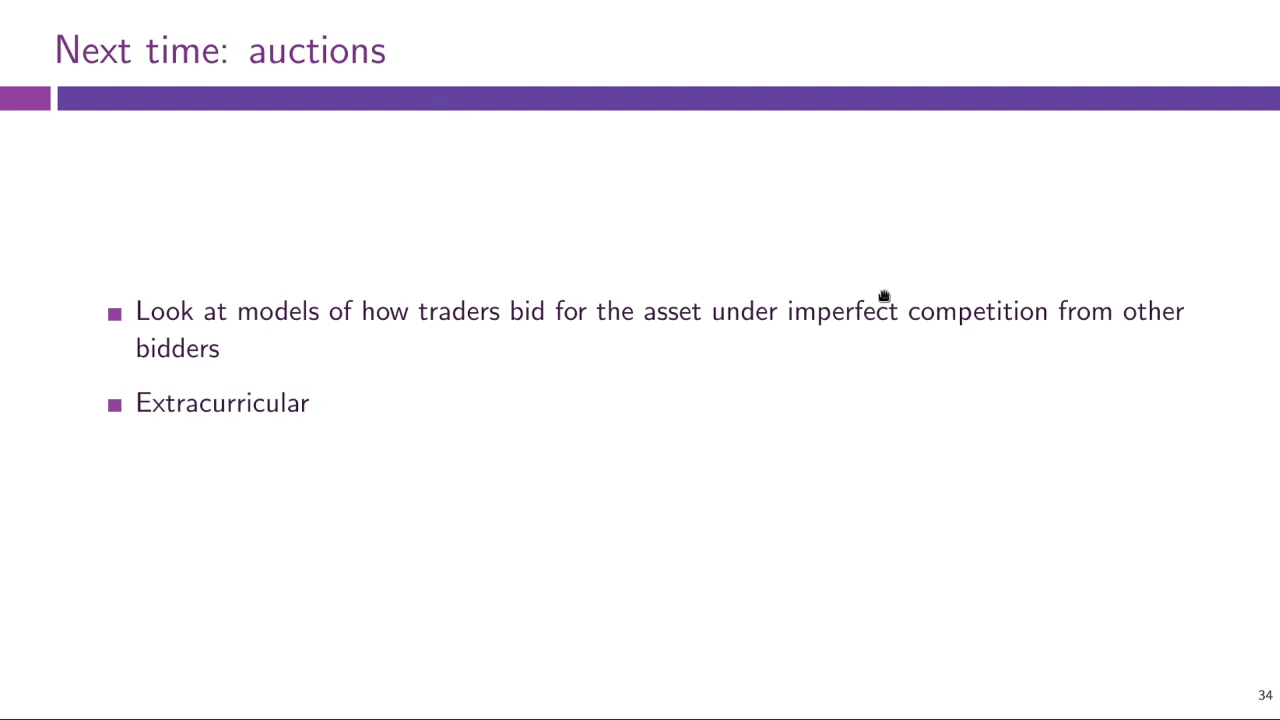 Next time: auctions
Look at models of how traders bid for the asset under imperfect competition from other
bidders
Extracurricular
34